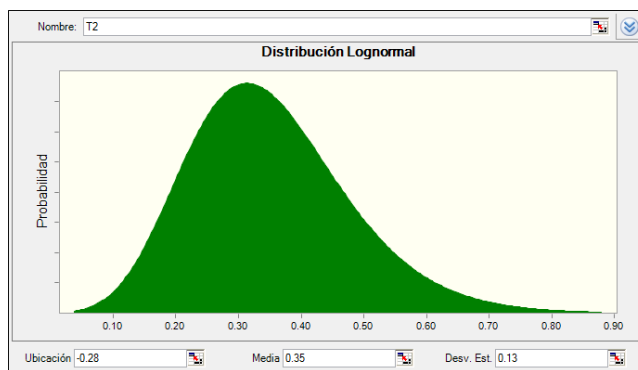 Nombre: T2
Distribución Lognormal
Probabilidad
0.10 0.20 0.30 0.40 0.50 0.60 0.70 0.80 0.90
Ubicación -0.28 Media 0.35 Desv. Est. 0.13